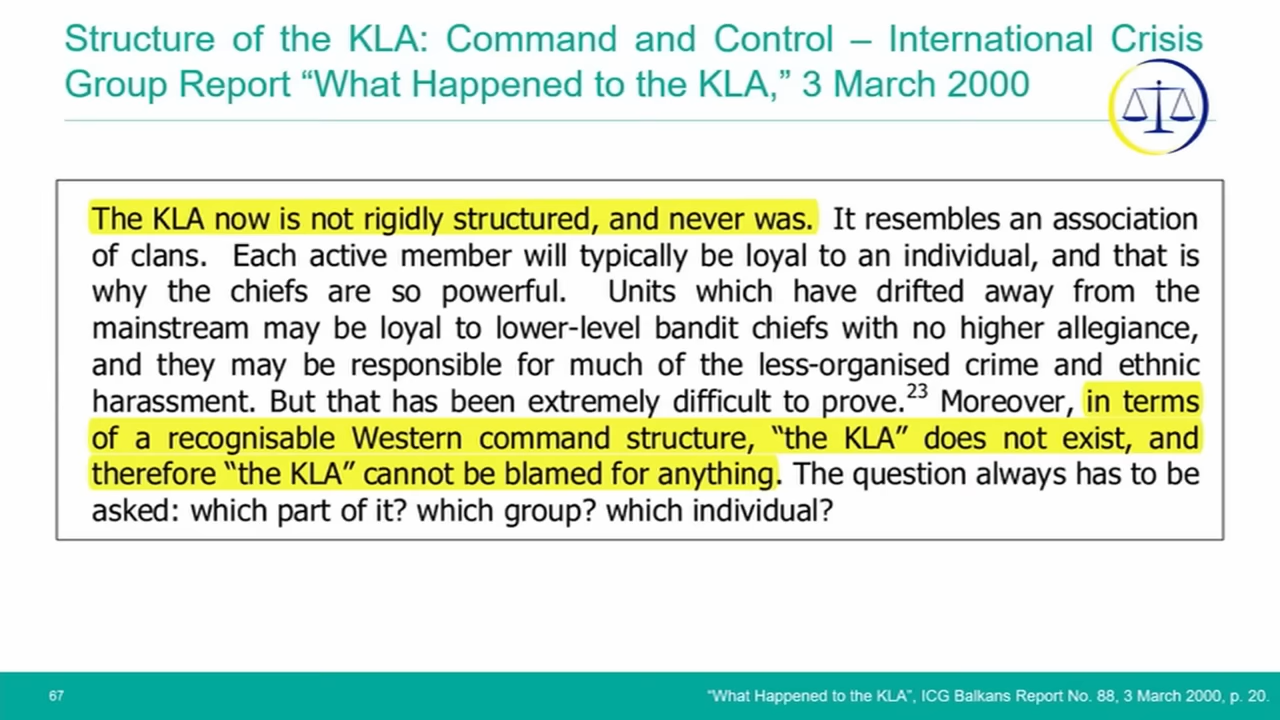 Structure of the KLA: Command and Control – International Crisis
Group Report “What Happened to the KLA,” 3 March 2000
The KLA now is not rigidly structured, and never was. It resembles an association
of clans. Each active member will typically be loyal to an individual, and that is
why the chiefs are so powerful. Units which have drifted away from the
mainstream may be loyal to lower-level bandit chiefs with no higher allegiance,
and they may be responsible for much of the less-organised crime and ethnic
harassment. But that has been extremely difficult to prove.23 Moreover, in terms
of a recognisable Western command structure, “the KLA” does not exist, and
therefore “the KLA” cannot be blamed for anything. The question always has to be
asked: which part of it? which group? which individual?
67
“What Happened to the KLA”, ICG Balkans Report No. 88, 3 March 2000, p. 20.